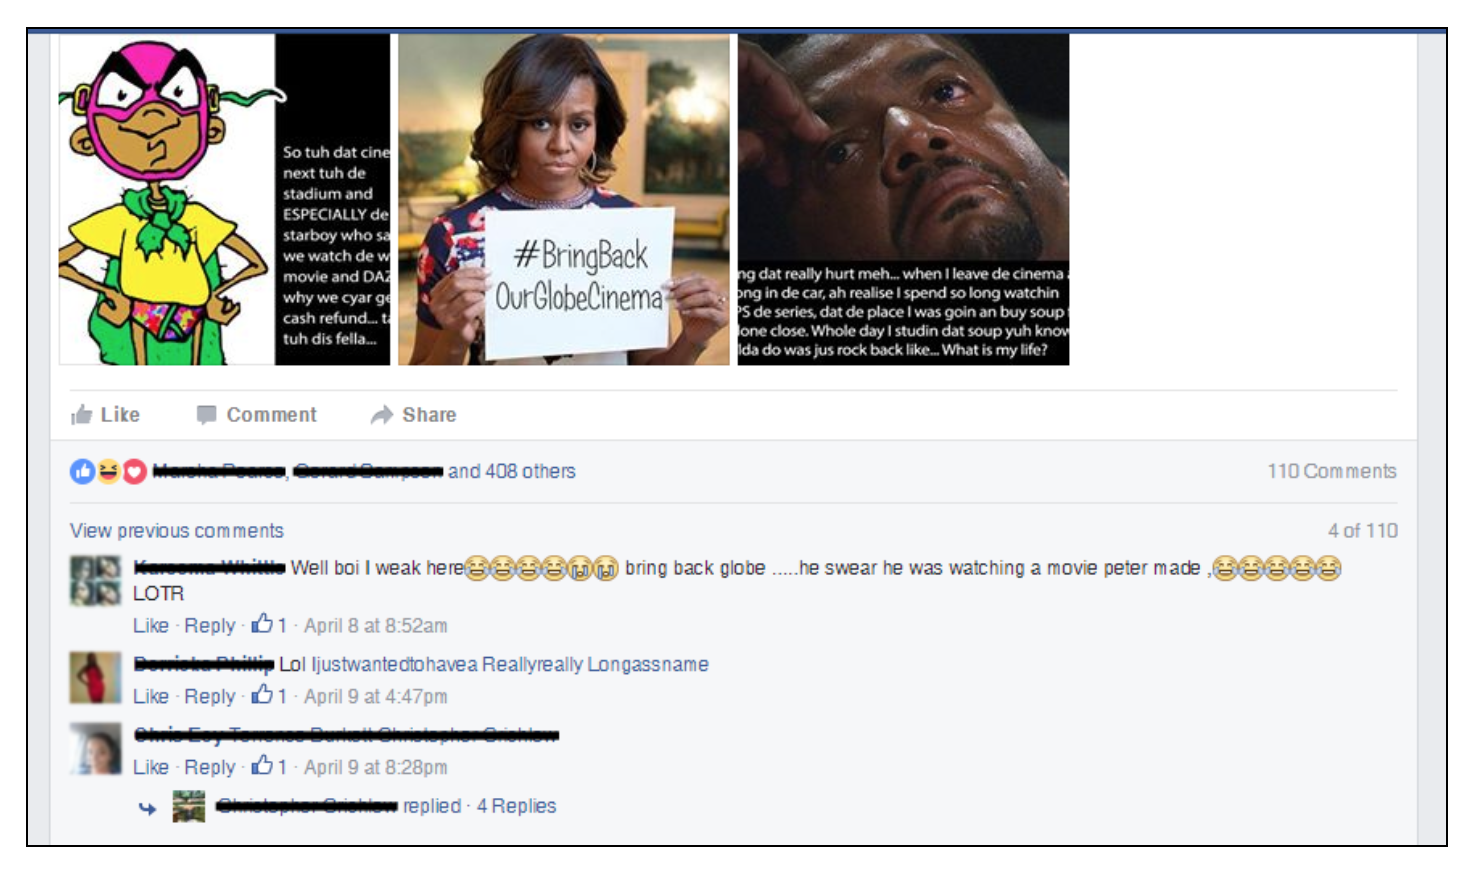 So tuh dat cine
next tuh de
stadium and
ESPECIALLY de
starboy who sa
we watch de w
movie and DAZ
why we cyar ge
cash refund... ta
tuh dis fella...
#BringBack
OurGlobeCinema
ng dat really hurt meh... when I leave de cinema
ong in de car, ah realise I spend so long watchin
PS de series, dat de place I was goin an buy soup
done close. Whole day I studin dat soup yuh know
lda do was jus rock back like... What is my life?
Like Comment Share
and 408 others 110 Comments
View previous comments 4 of 110
Well boi I weak here😂😂😂😂😭😭 bring back globe .....he swear he was watching a movie peter made ,😂😂😂😂😂
LOTR
Like · Reply · 1 · April 8 at 8:52am
Lol Ijustwantedtohavea Reallyreally Longassname
Like · Reply · 1 · April 9 at 4:47pm
Like · Reply · 1 · April 9 at 8:28pm
replied · 4 Replies